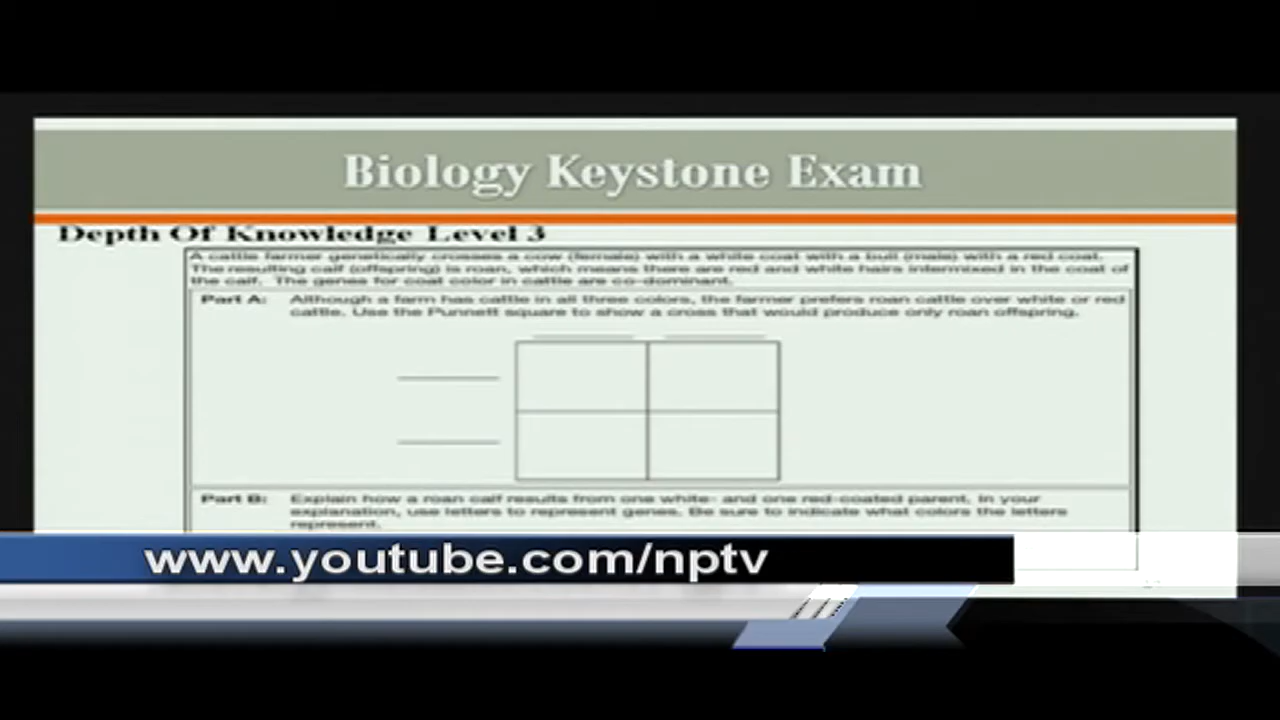 Biology Keystone Exam
Depth Of Knowledge Level 3
A cattle farmer genetically crosses a cow (female) with a white coat with a bull (male) with a red coat.
The resulting calf (offspring) is roan, which means there are red and white hairs intermixed in the coat of
the calf. The genes for coat color in cattle are co-dominant.
Part A: Although a farm has cattle in all three colors, the farmer prefers roan cattle over white or red
cattle. Use the Punnett square to show a cross that would produce only roan offspring.
Part B: Explain how a roan calf results from one white- and one red-coated parent. In your
explanation, use letters to represent genes. Be sure to indicate what colors the letters
represent.
www.youtube.com/nptv